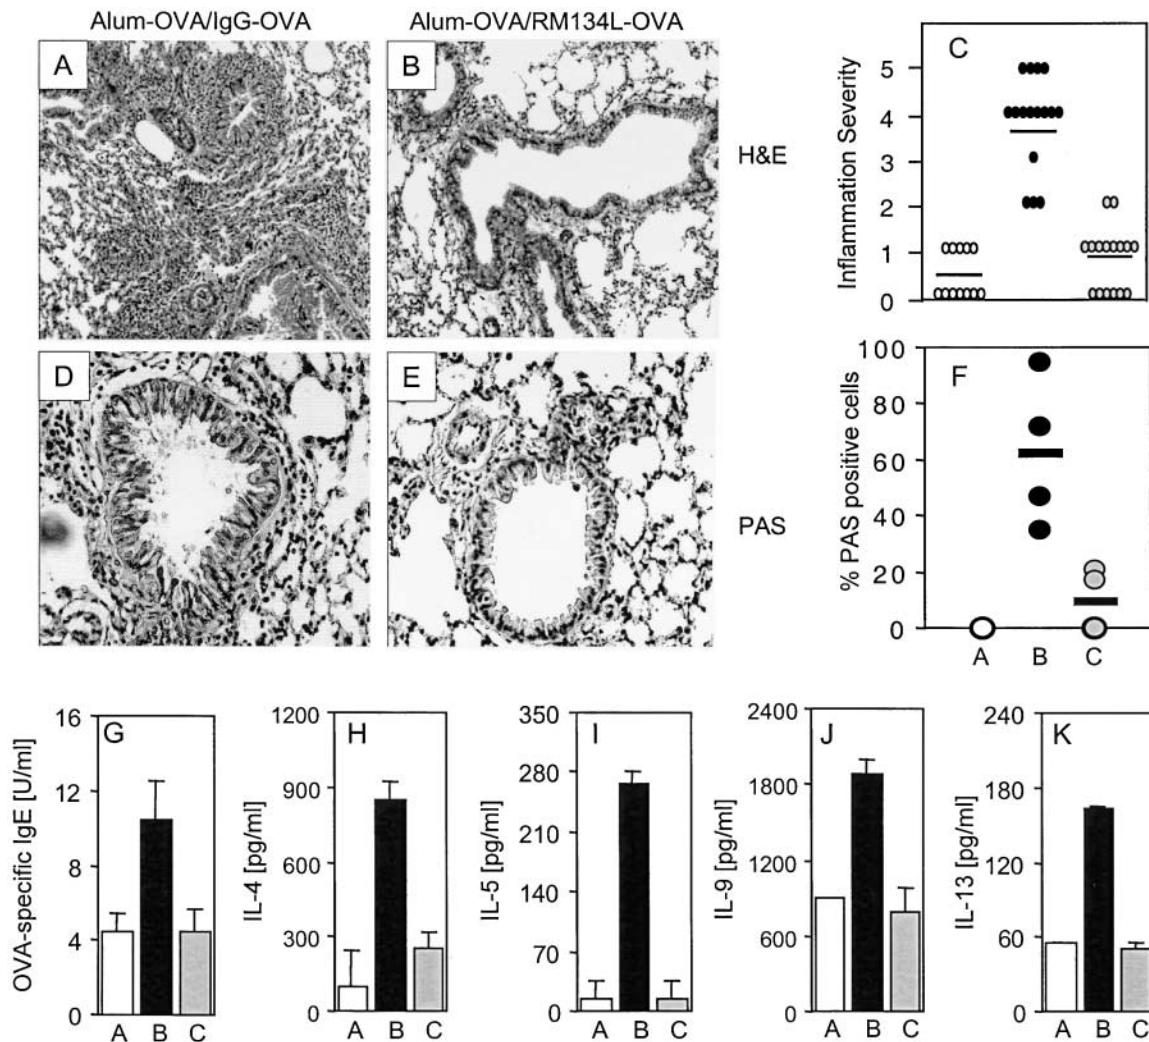 Alum-OVA/IgG-OVA
Alum-OVA/RM134L-OVA
A
B
H&E
C
Inflammation Severity
5
4
3
2
1
0
D
E
PAS
F
% PAS positive cells
100
80
60
40
20
0
A B C
G
OVA-specific IgE [U/ml]
16
12
8
4
0
A B C
H
IL-4 [pg/ml]
1200
900
600
300
0
A B C
I
IL-5 [pg/ml]
350
280
210
140
70
0
A B C
J
IL-9 [pg/ml]
2400
1800
1200
600
0
A B C
K
IL-13 [pg/ml]
240
180
120
60
0
A B C